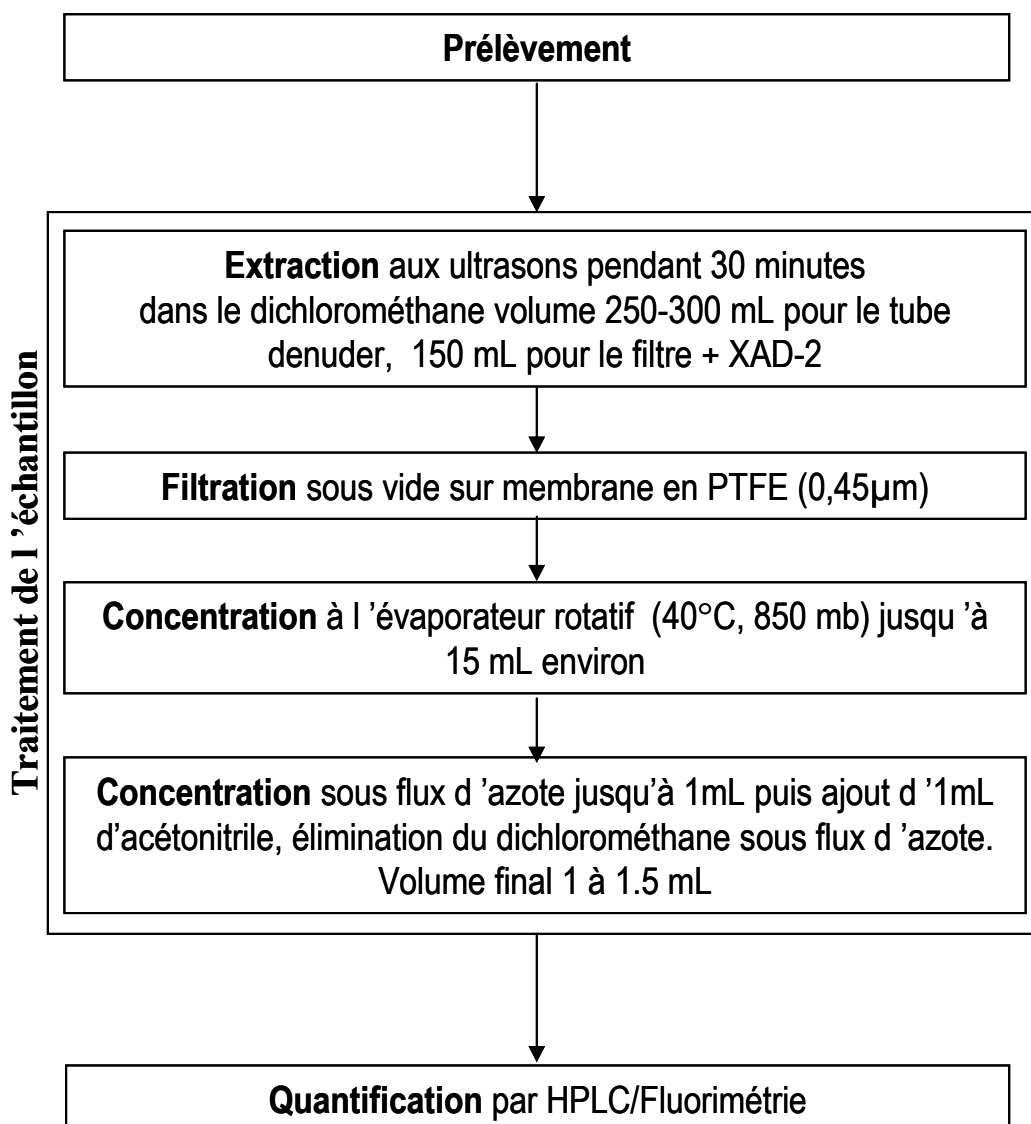 Prélèvement
Traitement de l ’échantillon
Extraction aux ultrasons pendant 30 minutes
dans le dichlorométhane volume 250-300 mL pour le tube
denuder, 150 mL pour le filtre + XAD-2
Filtration sous vide sur membrane en PTFE (0,45µm)
Concentration à l ’évaporateur rotatif (40°C, 850 mb) jusqu ’à
15 mL environ
Concentration sous flux d ’azote jusqu’à 1mL puis ajout d ’1mL
d’acétonitrile, élimination du dichlorométhane sous flux d ’azote.
Volume final 1 à 1.5 mL
Quantification par HPLC/Fluorimétrie